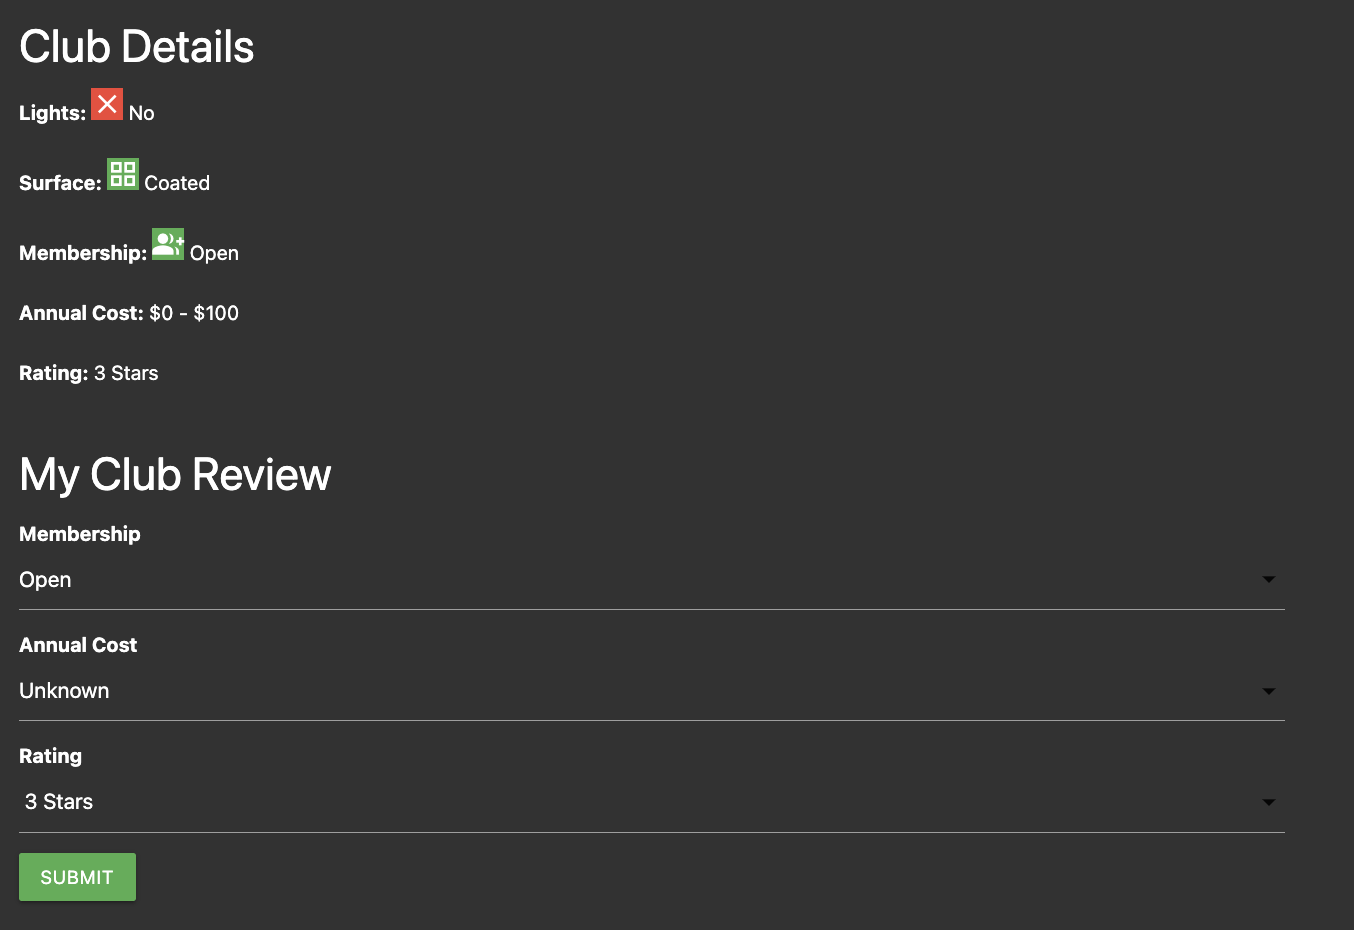 Club Details
Lights: No
Surface: Coated
Membership: Open
Annual Cost: $0 - $100
Rating: 3 Stars
My Club Review
Membership
Open
Annual Cost
Unknown
Rating
3 Stars
SUBMIT